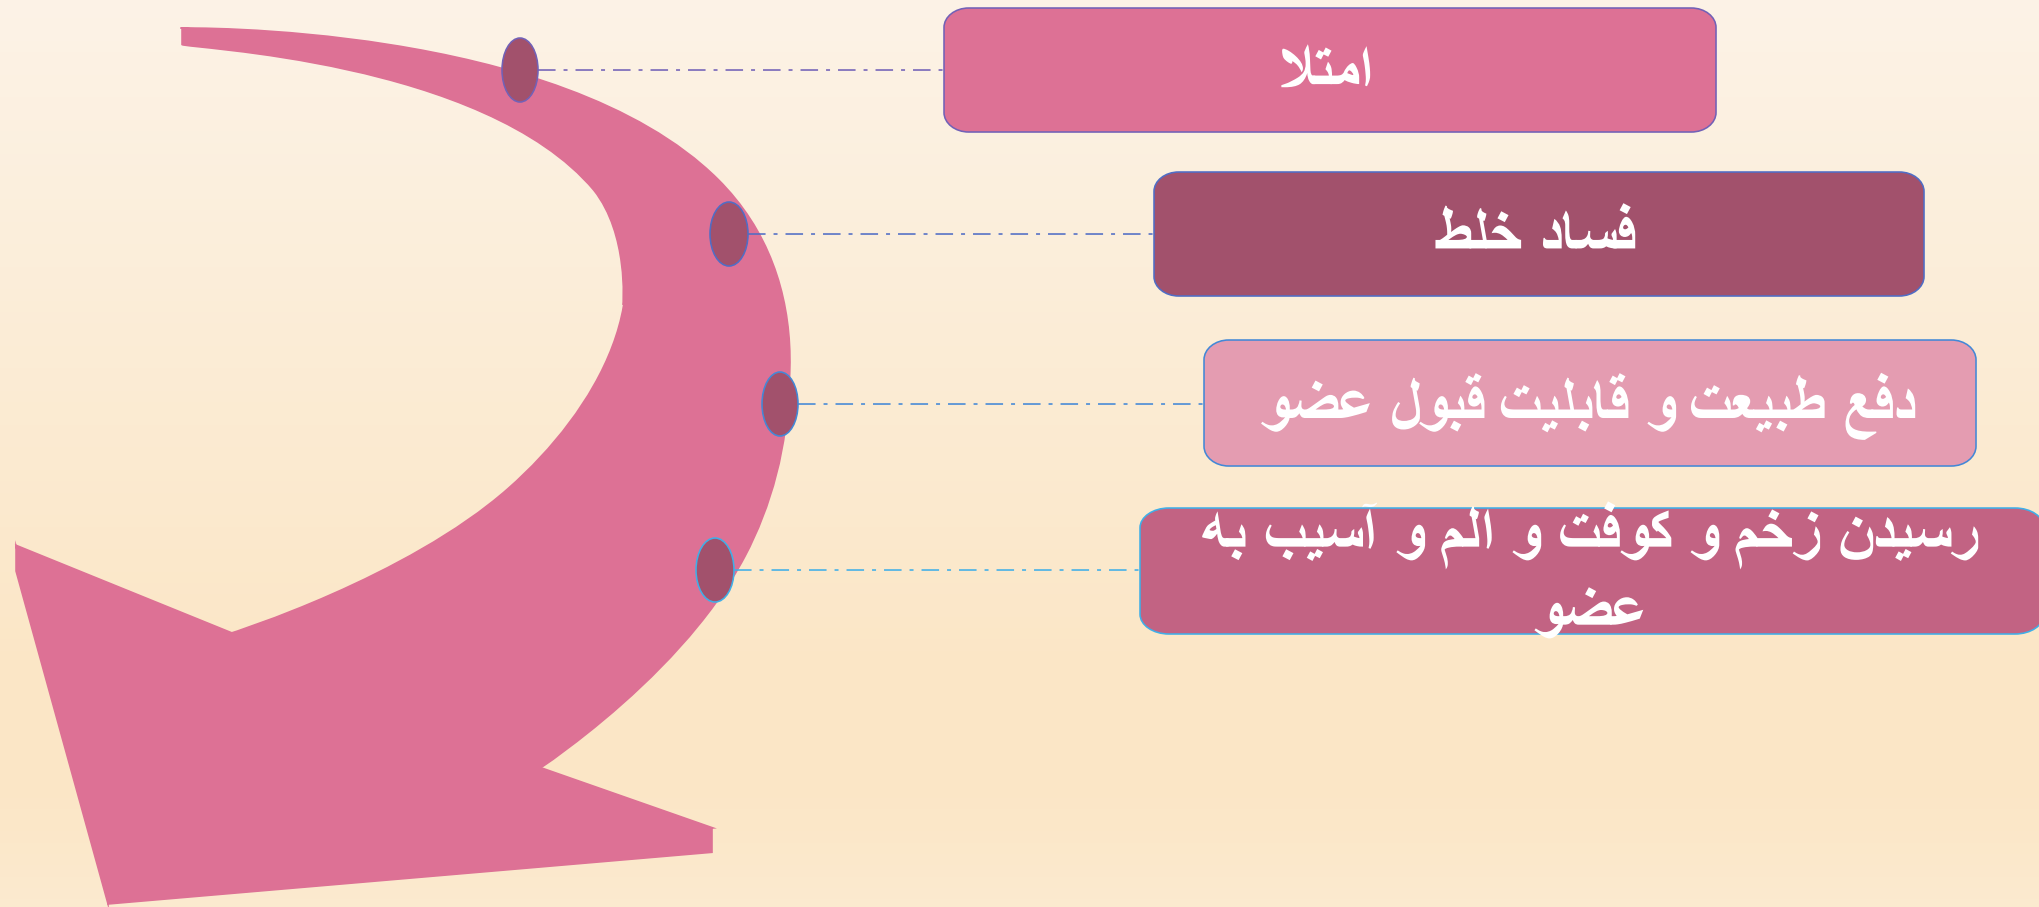 امتلا
فساد خلط
دفع طبیعت و قابلیت قبول عضو
رسیدن زخم و کوفت و الم و آسیب به
عضو